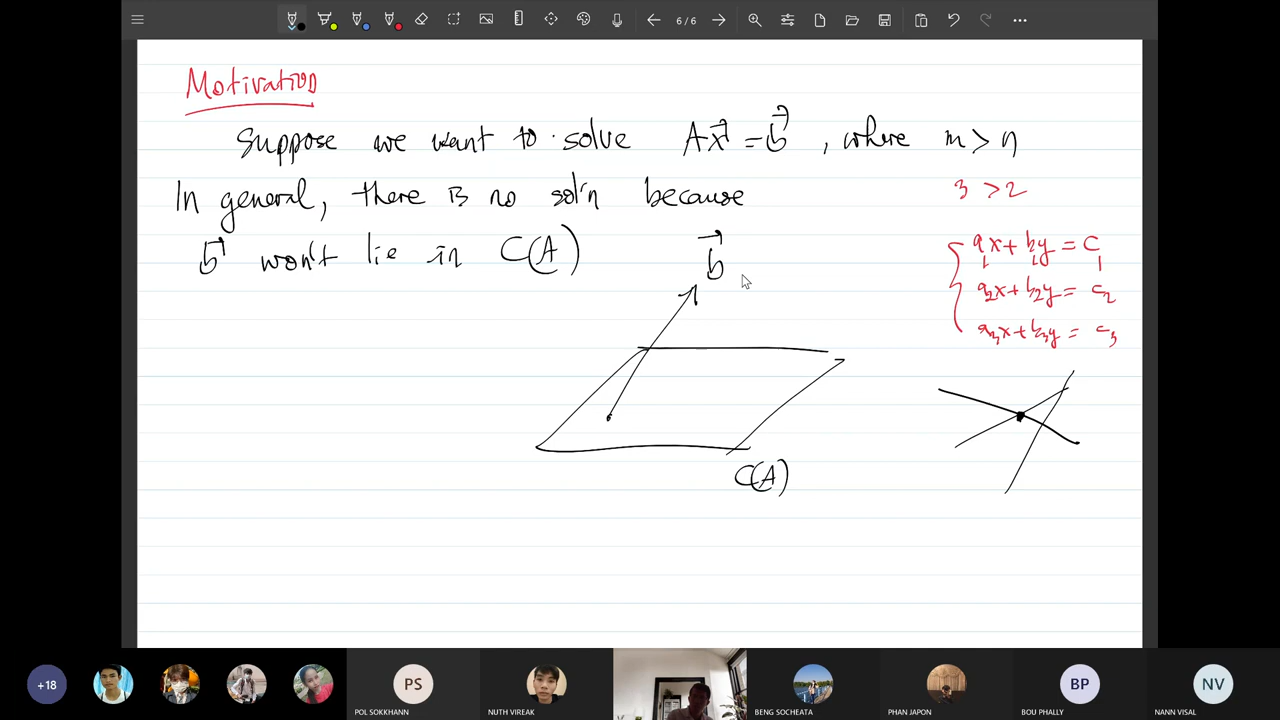 6/6
Motivation
Suppose we want to solve Ax⃗ = b⃗ , where m > n
In general, there is no sol'n because
3 > 2
b⃗ won't lie in C(A)
b⃗
a₁x + b₁y = c₁
a₂x + b₂y = c₂
a₃x + b₃y = c₃
C(A)
+18
PS
BP
NV
POL SOKKHANN
NUTH VIREAK
BENG SOCHEATA
PHAN JAPON
BOU PHALLY
NANN VISAL